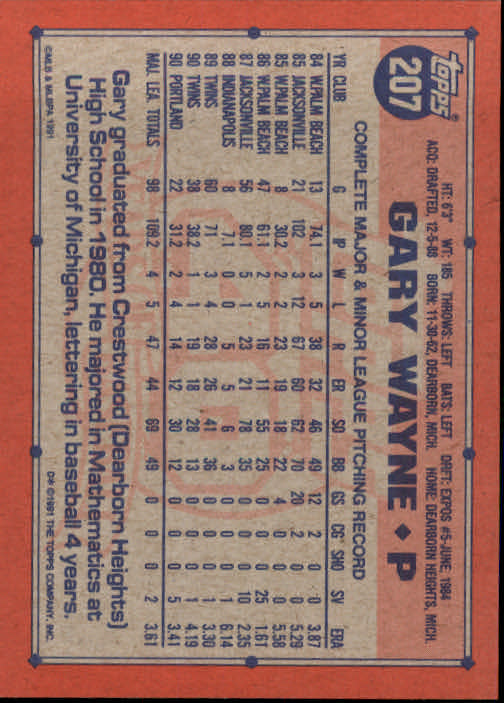 topps®
207
HT: 6'3" WT: 185 THROWS: LEFT BATS: LEFT DRAFT: EXPOS #5-JUNE, 1984
ACQ: DRAFTED, 12-5-88 BORN: 11-30-62, DEARBORN, MICH. HOME: DEARBORN HEIGHTS, MICH.
GARY WAYNE ♦ P
COMPLETE MAJOR & MINOR LEAGUE PITCHING RECORD
YR CLUB G IP W L R ER SO BB GS CG SHO SV ERA
84 W.PALM BEACH 13 74.1 3 5 38 32 46 49 12 2 0 0 3.87
85 JACKSONVILLE 21 102 3 12 67 60 62 70 20 2 0 0 5.29
85 W.PALM BEACH 8 30.2 2 2 23 19 18 22 4 0 0 0 5.58
86 W.PALM BEACH 47 61.1 2 5 16 11 55 25 0 0 0 25 1.61
87 JACKSONVILLE 56 80.1 5 1 23 21 78 35 0 0 0 10 2.35
88 INDIANAPOLIS 8 7.1 0 0 5 5 6 3 0 0 0 1 6.14
89 TWINS 60 71 3 4 28 26 41 36 0 0 0 1 3.30
90 TWINS 38 38.2 1 1 19 18 28 13 0 0 0 1 4.19
90 PORTLAND 22 31.2 2 4 14 12 30 12 0 0 0 5 3.41
MAJ. LEA. TOTALS 98 109.2 4 5 47 44 69 49 0 0 0 2 3.61
Gary graduated from Crestwood (Dearborn Heights)
High School in 1980. He majored in Mathematics at
University of Michigan, lettering in baseball 4 years.
©MLB & MLBPA 1991
D* ©1991 THE TOPPS COMPANY, INC.